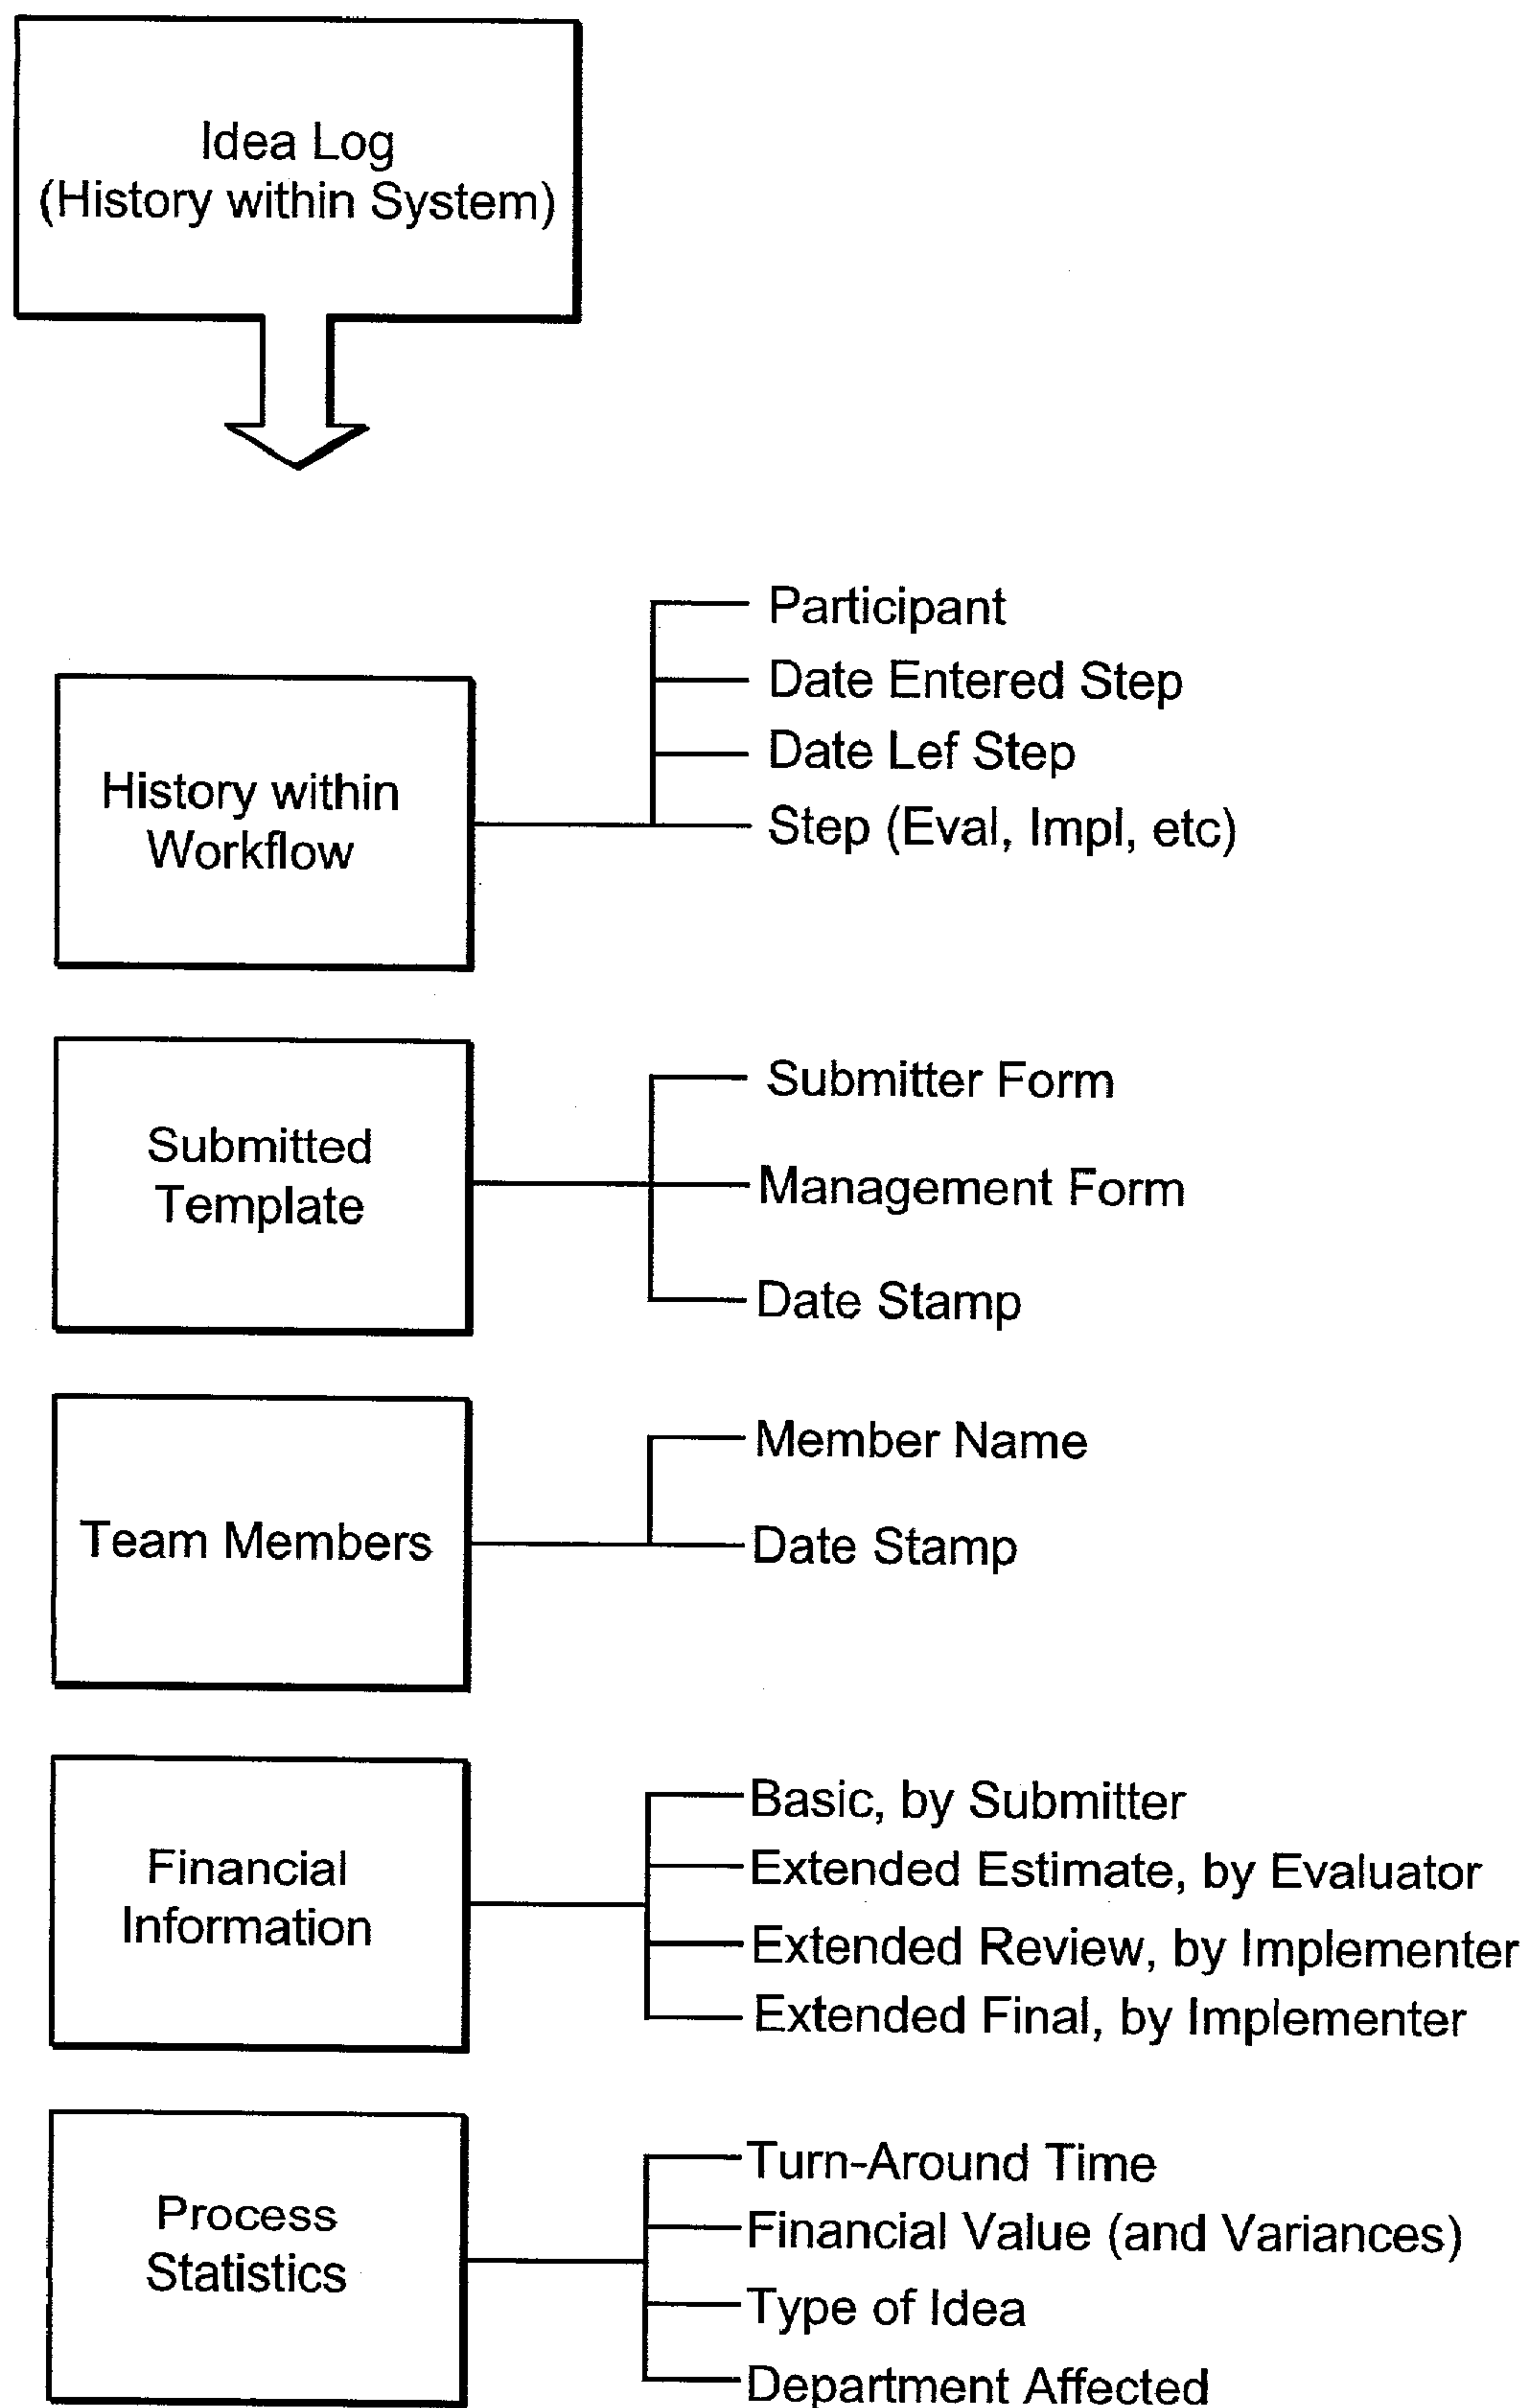 Idea Log
(History within System)
History within
Workflow
Participant
Date Entered Step
Date Lef Step
Step (Eval, Impl, etc)
Submitted
Template
Submitter Form
Management Form
Date Stamp
Team Members
Member Name
Date Stamp
Financial
Information
Basic, by Submitter
Extended Estimate, by Evaluator
Extended Review, by Implementer
Extended Final, by Implementer
Process
Statistics
Turn-Around Time
Financial Value (and Variances)
Type of Idea
Department Affected